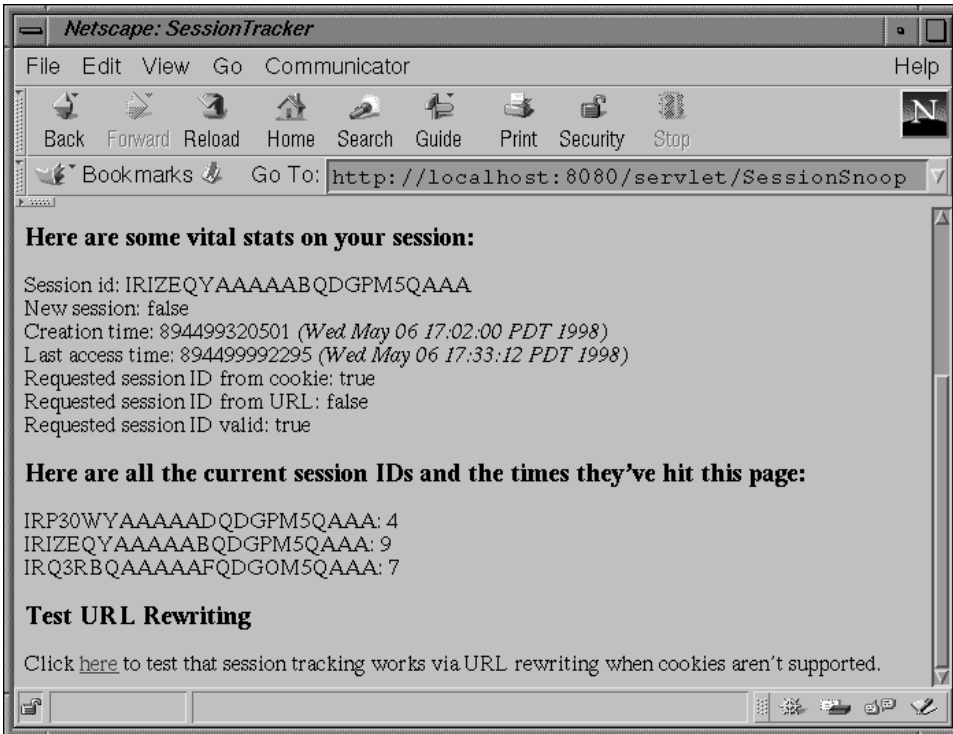 Netscape: SessionTracker
File Edit View Go Communicator Help
Back Forward Reload Home Search Guide Print Security Stop
N
Bookmarks Go To: http://localhost:8080/servlet/SessionSnoop
Here are some vital stats on your session:
Session id: IRIZEQYAAAAABQDGPM5QAAA
New session: false
Creation time: 894499320501 (Wed May 06 17:02:00 PDT 1998)
Last access time: 894499992295 (Wed May 06 17:33:12 PDT 1998)
Requested session ID from cookie: true
Requested session ID from URL: false
Requested session ID valid: true
Here are all the current session IDs and the times they've hit this page:
IRP30WYAAAAADQDGPM5QAAA: 4
IRIZEQYAAAAABQDGPM5QAAA: 9
IRQ3RBQAAAAAFQDGOM5QAAA: 7
Test URL Rewriting
Click here to test that session tracking works via URL rewriting when cookies aren't supported.